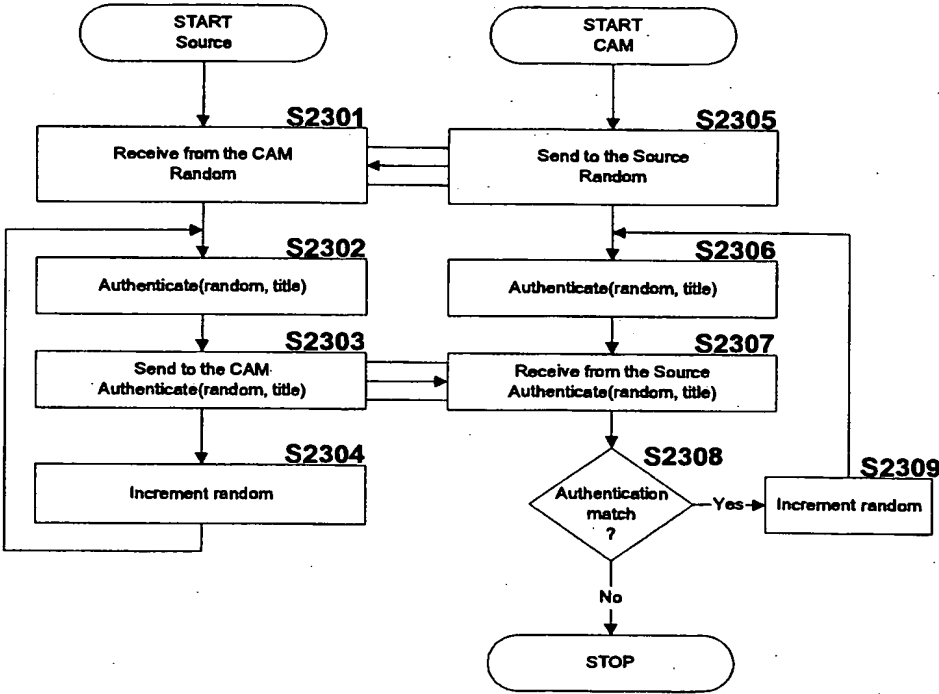 START
Source
S2301
Receive from the CAM
Random
S2302
Authenticate(random, title)
S2303
Send to the CAM
Authenticate(random, title)
S2304
Increment random
START
CAM
S2305
Send to the Source
Random
S2306
Authenticate(random, title)
S2307
Receive from the Source
Authenticate(random, title)
S2308
Authentication
match
?
Yes
S2309
Increment random
No
STOP